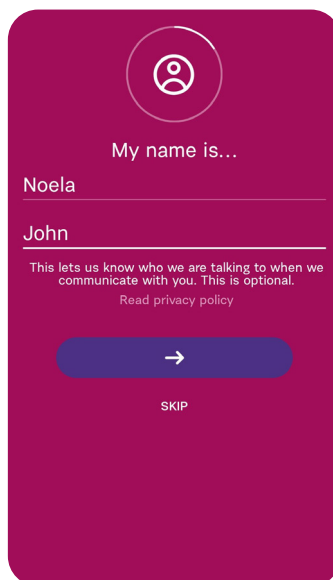 My name is...
Noela
John
This lets us know who we are talking to when we
communicate with you. This is optional.
Read privacy policy
→
SKIP